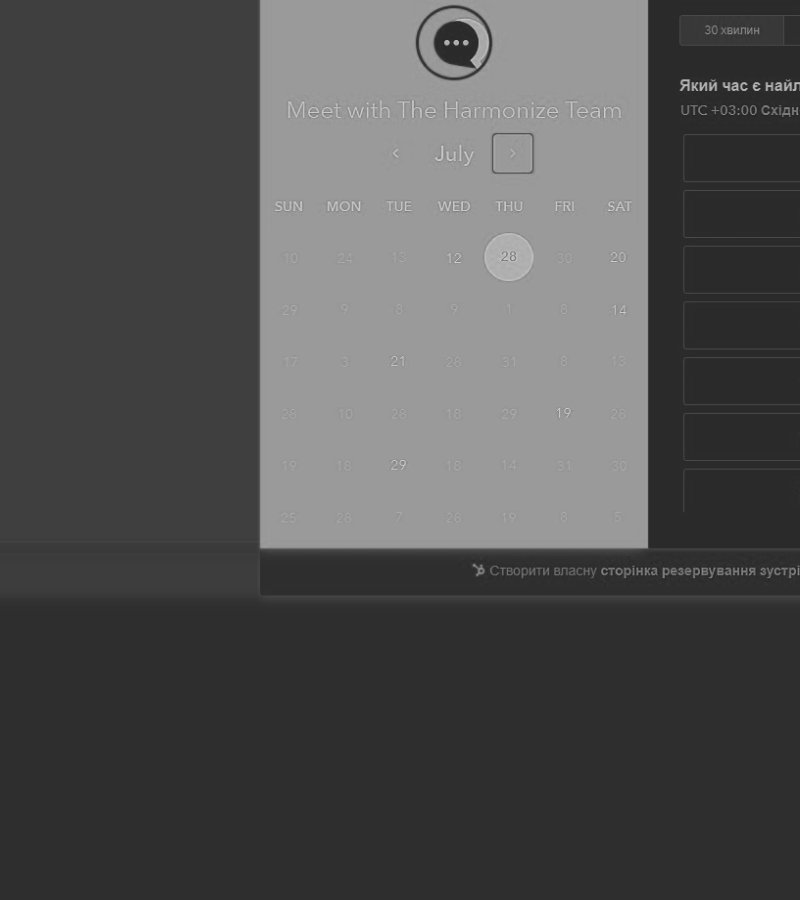 30 хвилин
Meet with The Harmonize Team
Який час є найл
UTC +03:00 Східн
July
SUN MON TUE WED THU FRI SAT
10 24 13 12 28 30 20
29 9 5 9 1 8 14
17 3 21 28 31 8 13
28 10 28 18 29 19 28
19 18 29 18 14 31 30
25 28 7 28 19 8 5
Створити власну сторінка резервування зустрі